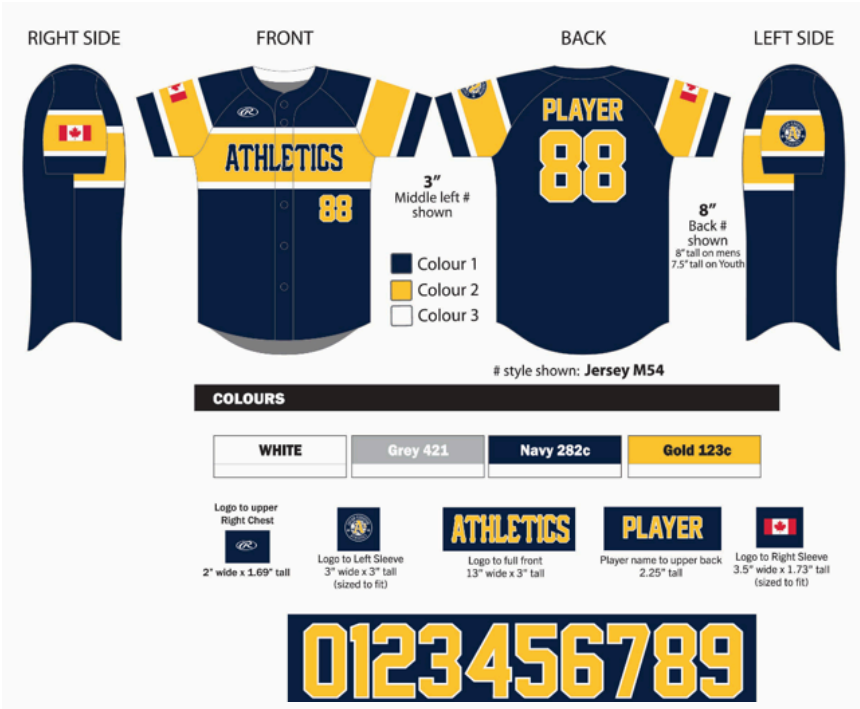 RIGHT SIDE
FRONT
BACK
LEFT SIDE
ATHLETICS
88
PLAYER
88
3"
Middle left #
shown
8"
Back #
shown
8" tall on mens
7.5" tall on Youth
Colour 1
Colour 2
Colour 3
# style shown: Jersey M54
COLOURS
WHITE
Grey 421
Navy 282c
Gold 123c
Logo to upper
Right Chest
R
2" wide x 1.69" tall
Logo to Left Sleeve
3" wide x 3" tall
(sized to fit)
ATHLETICS
Logo to full front
13" wide x 3" tall
PLAYER
Player name to upper back
2.25" tall
Logo to Right Sleeve
3.5" wide x 1.73" tall
(sized to fit)
0123456789